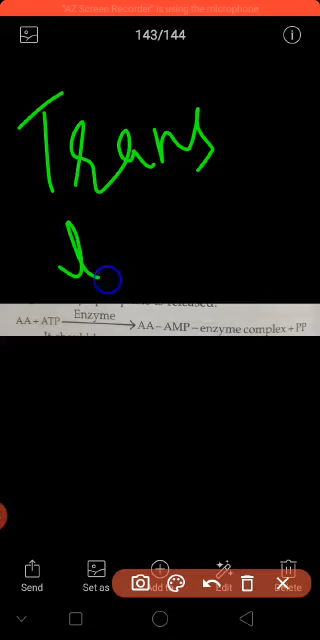 "AZ Screen Recorder" is using the microphone
143/144
Trans
AA + ATP Enzyme AA – AMP – enzyme complex + PP
Send
Set as
Edit
Delete